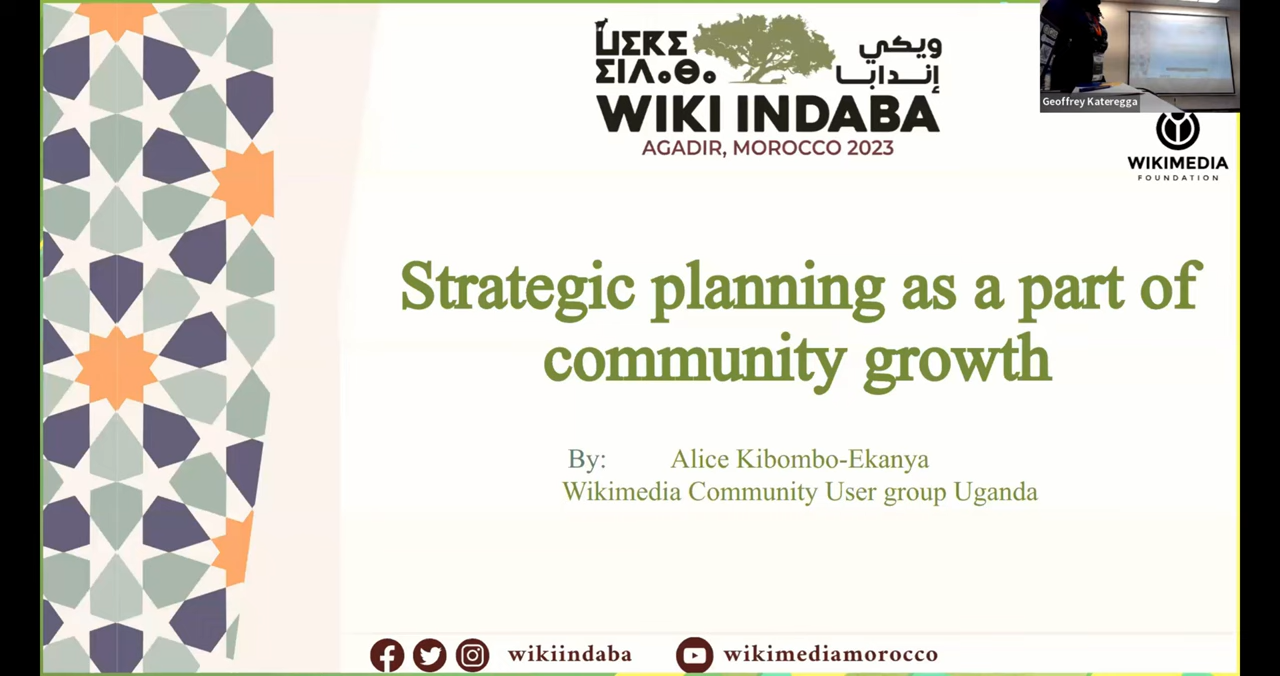 ⵡⵉⴽⵉ
ⵉⵏⴷⴰⴱⴰ
ويكي
إندابا
WIKI INDABA
AGADIR, MOROCCO 2023
Geoffrey Kateregga
WIKIMEDIA
FOUNDATION
Strategic planning as a part of
community growth
By: Alice Kibombo-Ekanya
Wikimedia Community User group Uganda
wikiindaba
wikimediamorocco